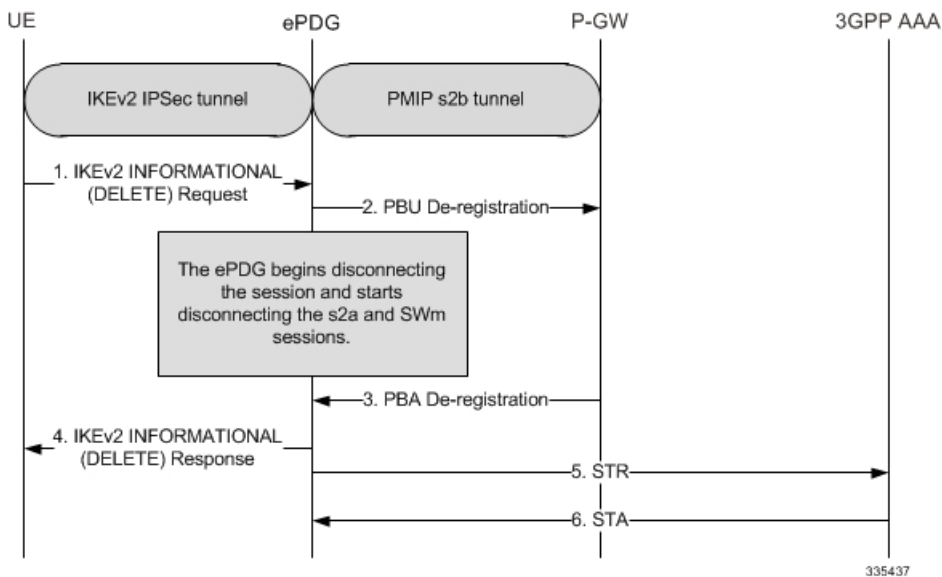 UE ePDG P-GW 3GPP AAA
IKEv2 IPSec tunnel
PMIP s2b tunnel
1. IKEv2 INFORMATIONAL
(DELETE) Request
2. PBU De-registration
The ePDG begins disconnecting
the session and starts
disconnecting the s2a and SWm
sessions.
3. PBA De-registration
4. IKEv2 INFORMATIONAL
(DELETE) Response
5. STR
6. STA
335437